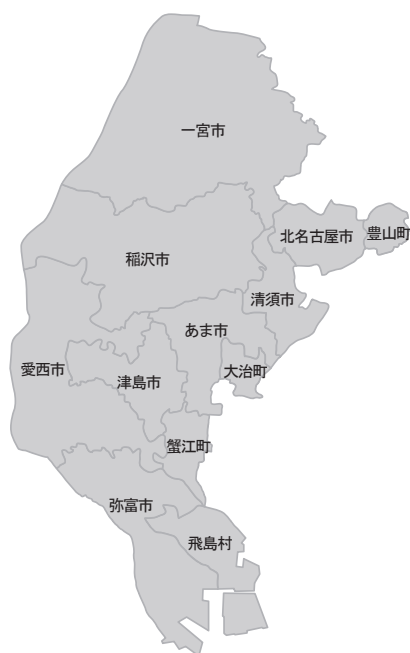 一宮市
北名古屋市
豊山町
稲沢市
清須市
あま市
愛西市
津島市
大治町
蟹江町
弥富市
飛島村